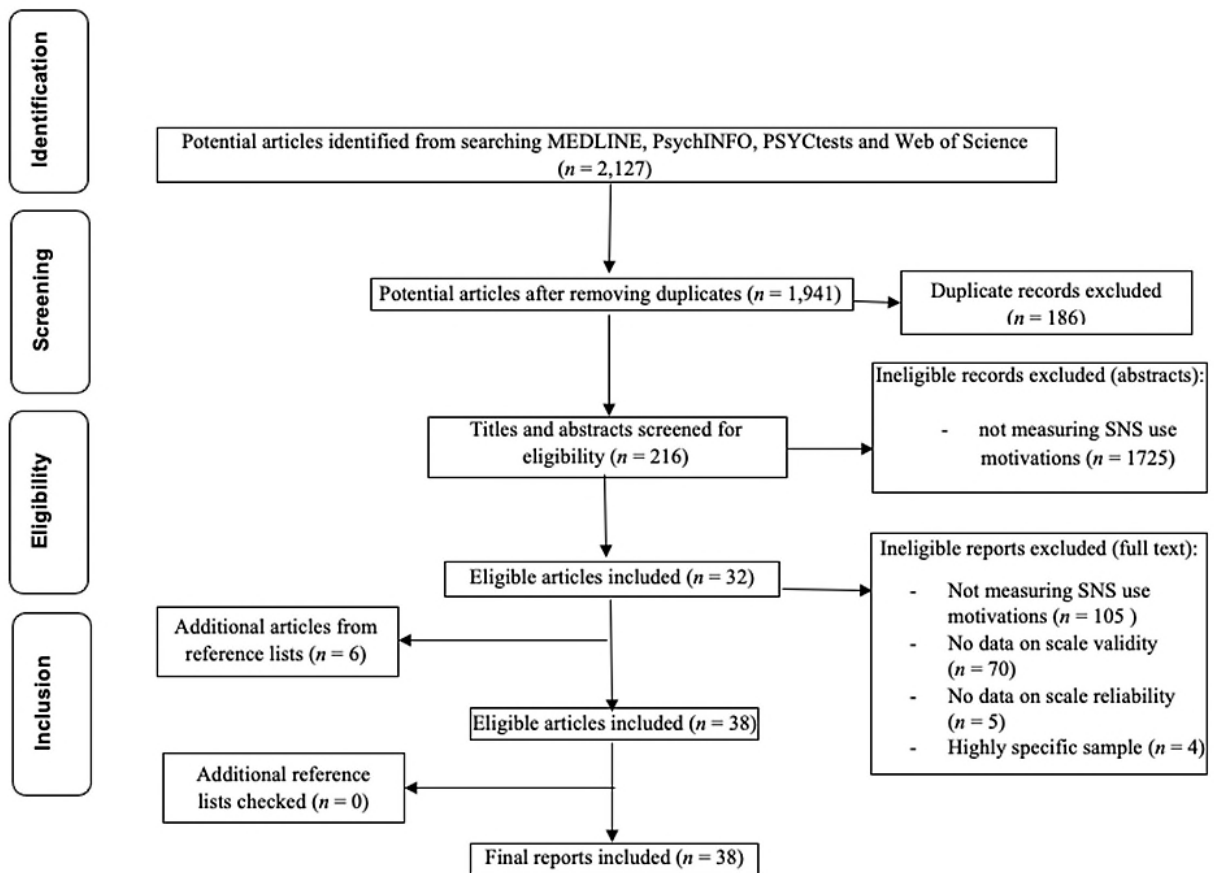 Identification
Potential articles identified from searching MEDLINE, PsychINFO, PSYCtests and Web of Science
(n = 2,127)
Screening
Potential articles after removing duplicates (n = 1,941)
Duplicate records excluded
(n = 186)
Ineligible records excluded (abstracts):
- not measuring SNS use
motivations (n = 1725)
Eligibility
Titles and abstracts screened for
eligibility (n = 216)
Eligible articles included (n = 32)
Ineligible reports excluded (full text):
- Not measuring SNS use
motivations (n = 105 )
- No data on scale validity
(n = 70)
- No data on scale reliability
(n = 5)
- Highly specific sample (n = 4)
Inclusion
Additional articles from
reference lists (n = 6)
Eligible articles included (n = 38)
Additional reference
lists checked (n = 0)
Final reports included (n = 38)